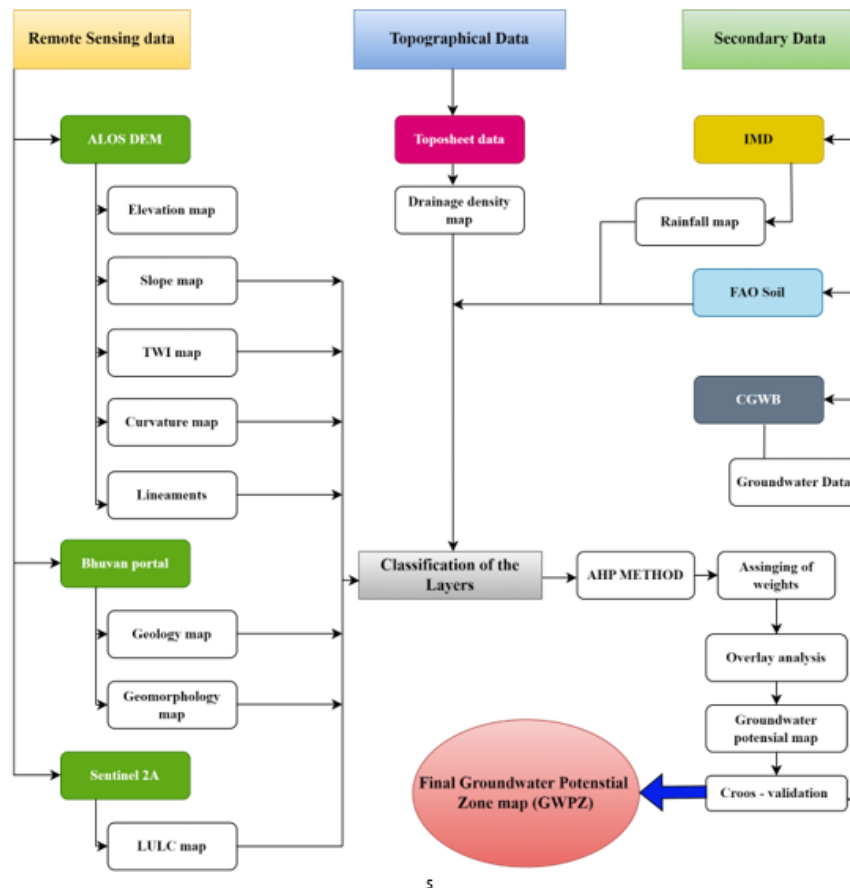 Remote Sensing data
Topographical Data
Secondary Data
ALOS DEM
Toposheet data
IMD
Elevation map
Drainage density
map
Rainfall map
Slope map
FAO Soil
TWI map
CGWB
Curvature map
Groundwater Data
Lineaments
Bhuvan portal
Classification of the
Layers
AHP METHOD
Assinging of
weights
Geology map
Overlay analysis
Geomorphology
map
Groundwater
potensial map
Sentinel 2A
Final Groundwater Potenstial
Zone map (GWPZ)
Croos - validation
LULC map
5